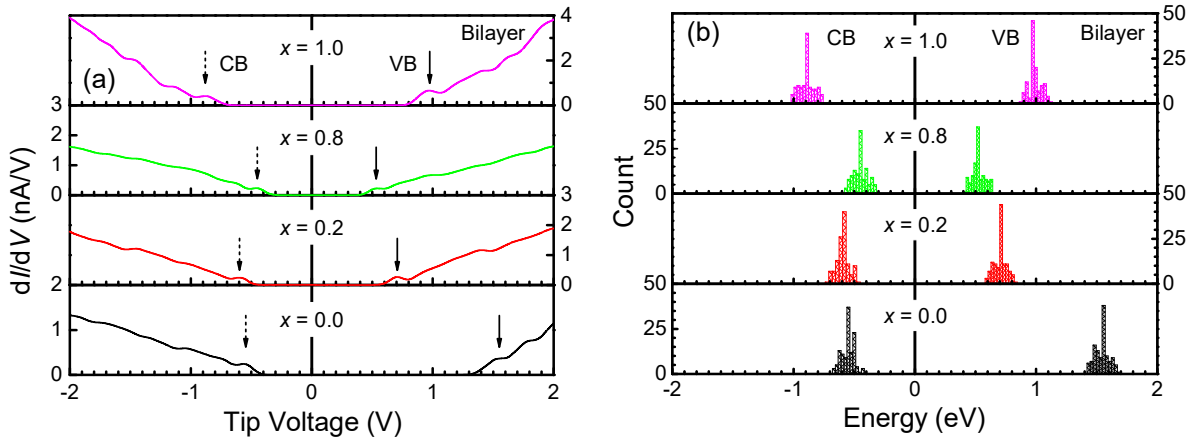 4
Bilayer
x = 1.0
(a)
CB
VB
2
0
3
2
1
0
x = 0.8
3
2
1
0
x = 0.2
2
1
0
x = 0.0
-2
-1
0
1
2
Tip Voltage (V)
dI/dV (nA/V)
50
(b)
CB
x = 1.0
VB
Bilayer
25
0
50
25
0
x = 0.8
50
25
0
x = 0.2
50
25
0
x = 0.0
-2
-1
0
1
2
Energy (eV)
Count